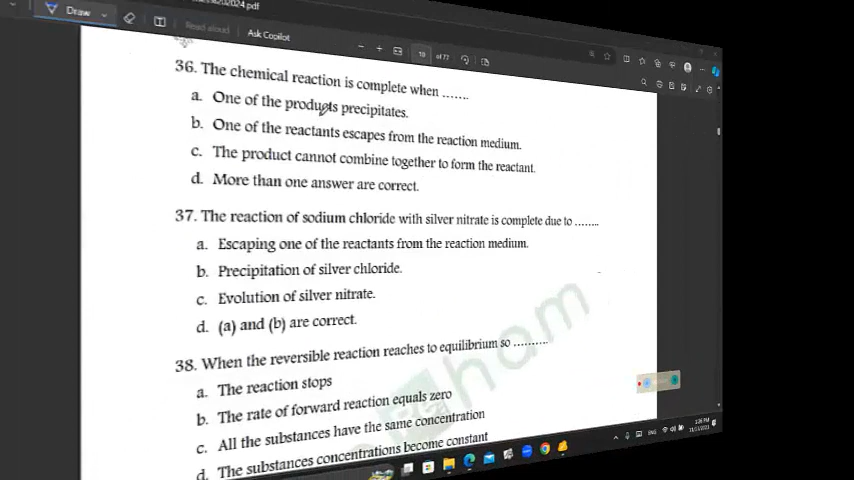 2024.pdf
Draw
Read aloud
Ask Copilot
10 of 77
36. The chemical reaction is complete when .......
a. One of the products precipitates.
b. One of the reactants escapes from the reaction medium.
c. The product cannot combine together to form the reactant.
d. More than one answer are correct.
37. The reaction of sodium chloride with silver nitrate is complete due to ........
a. Escaping one of the reactants from the reaction medium.
b. Precipitation of silver chloride.
c. Evolution of silver nitrate.
d. (a) and (b) are correct.
38. When the reversible reaction reaches to equilibrium so ..........
a. The reaction stops
b. The rate of forward reaction equals zero
c. All the substances have the same concentration
d. The substances concentrations become constant
ham
ENG